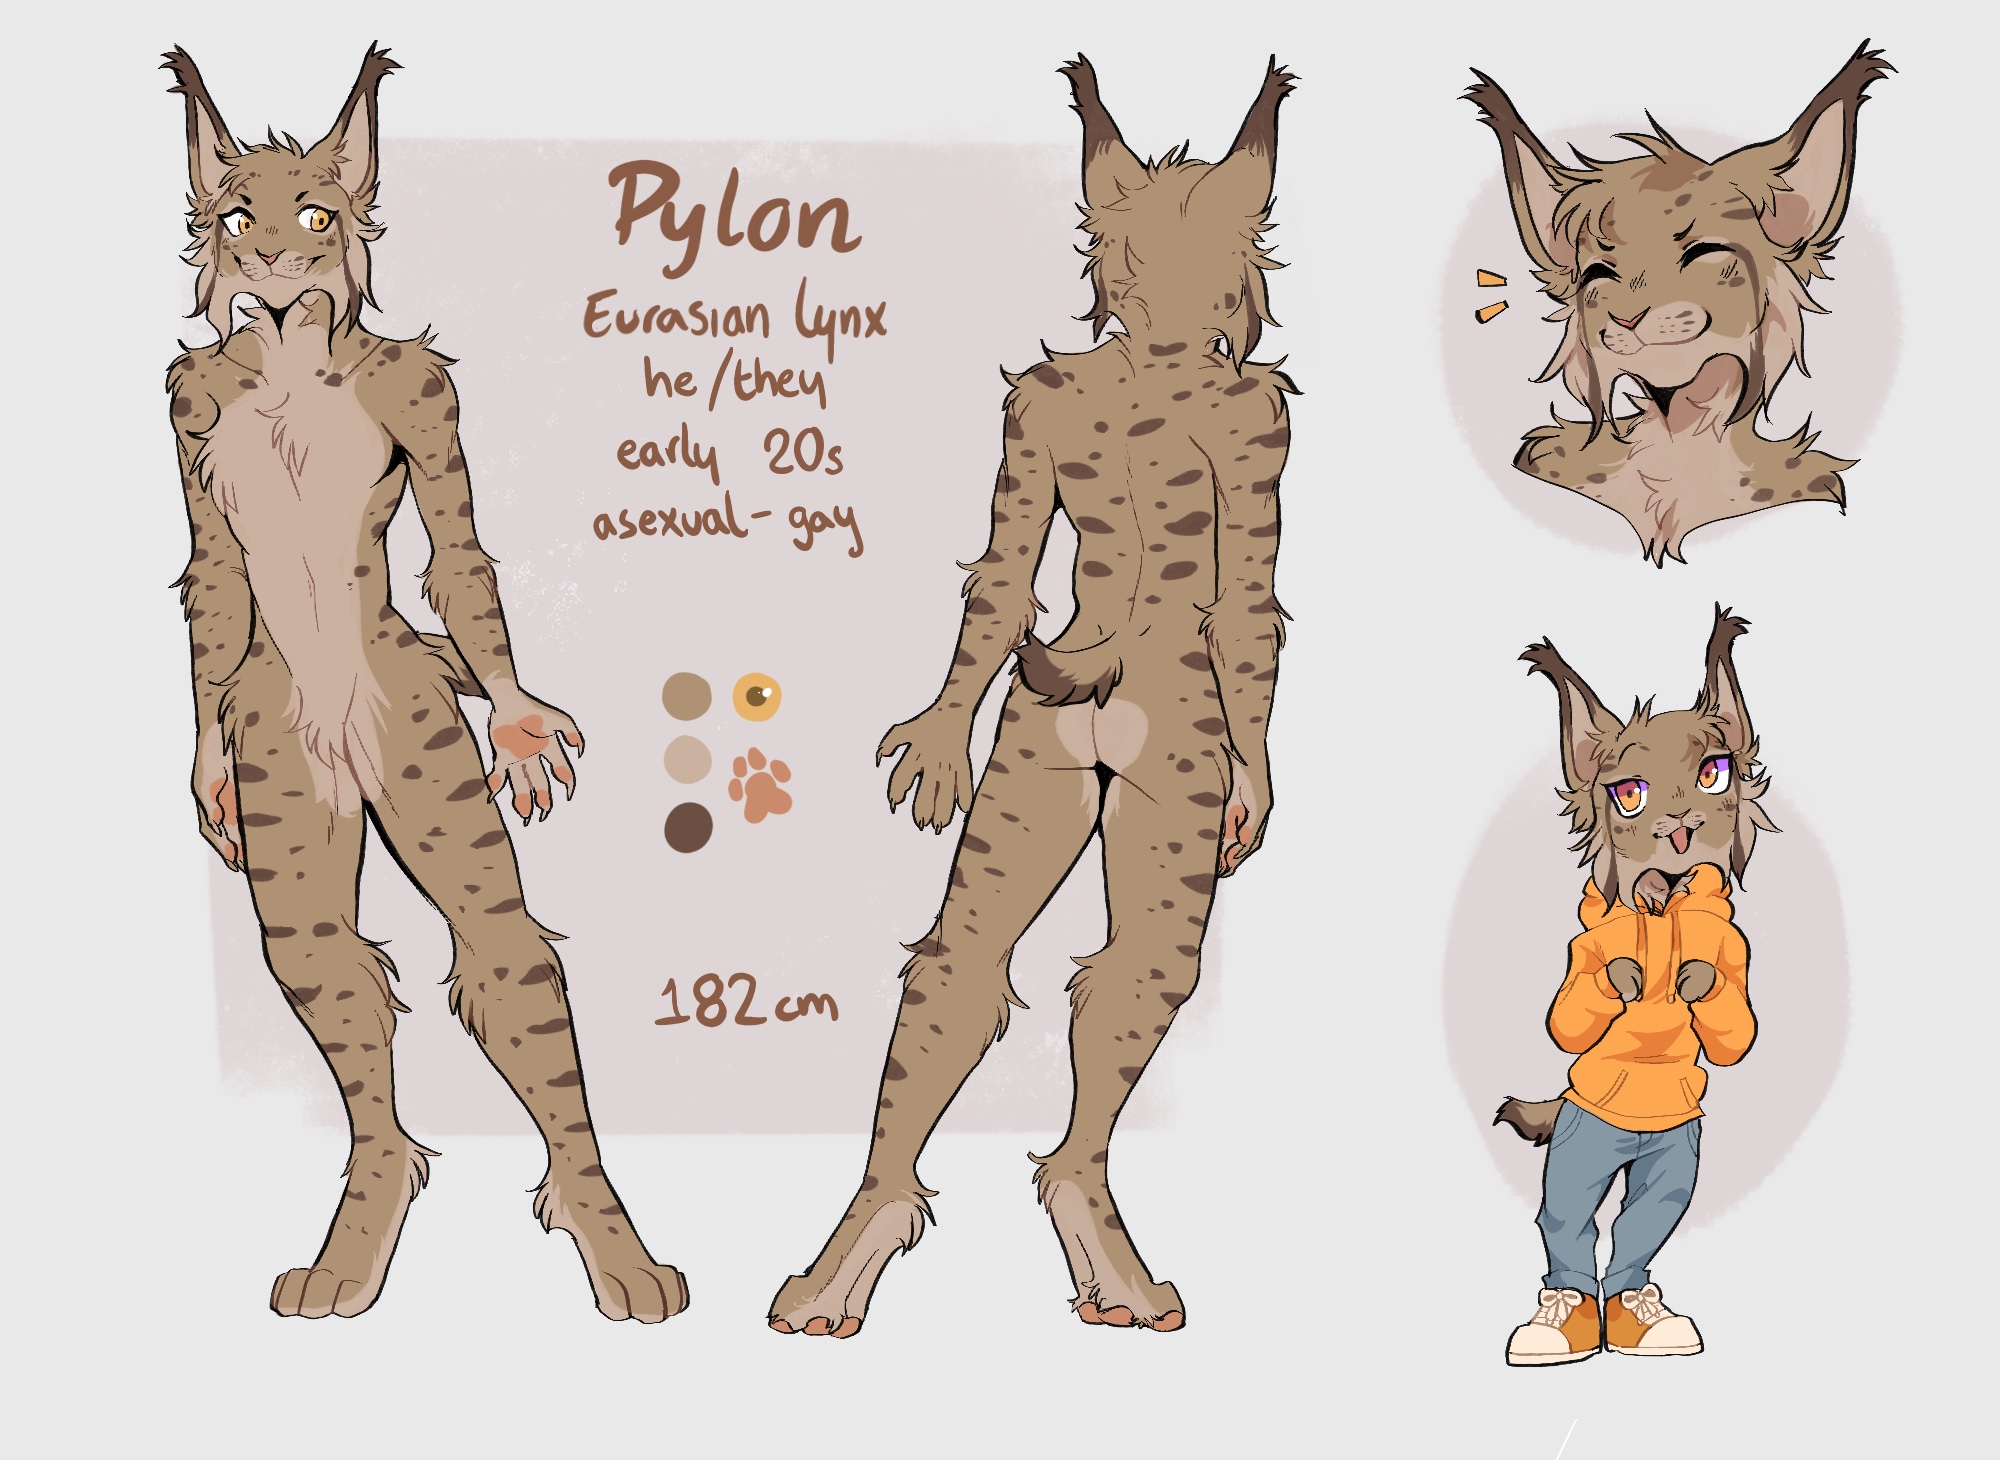 Pylon
Eurasian lynx
he/they
early 20s
asexual-gay
182cm